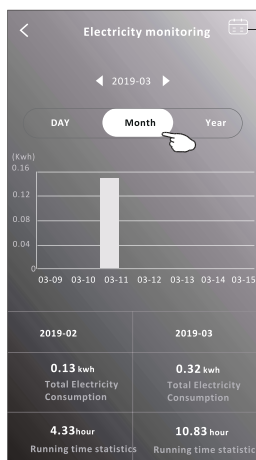 Electricity monitoring
2019-03
DAY Month Year
(Kwh)
0.16
0.12
0.08
0.04
0
03-09 03-10 03-11 03-12 03-13 03-14 03-15
2019-02 2019-03
0.13 kwh 0.32 kwh
Total Electricity Total Electricity
Consumption Consumption
4.33hour 10.83 hour
Running time statistics Running time statistic